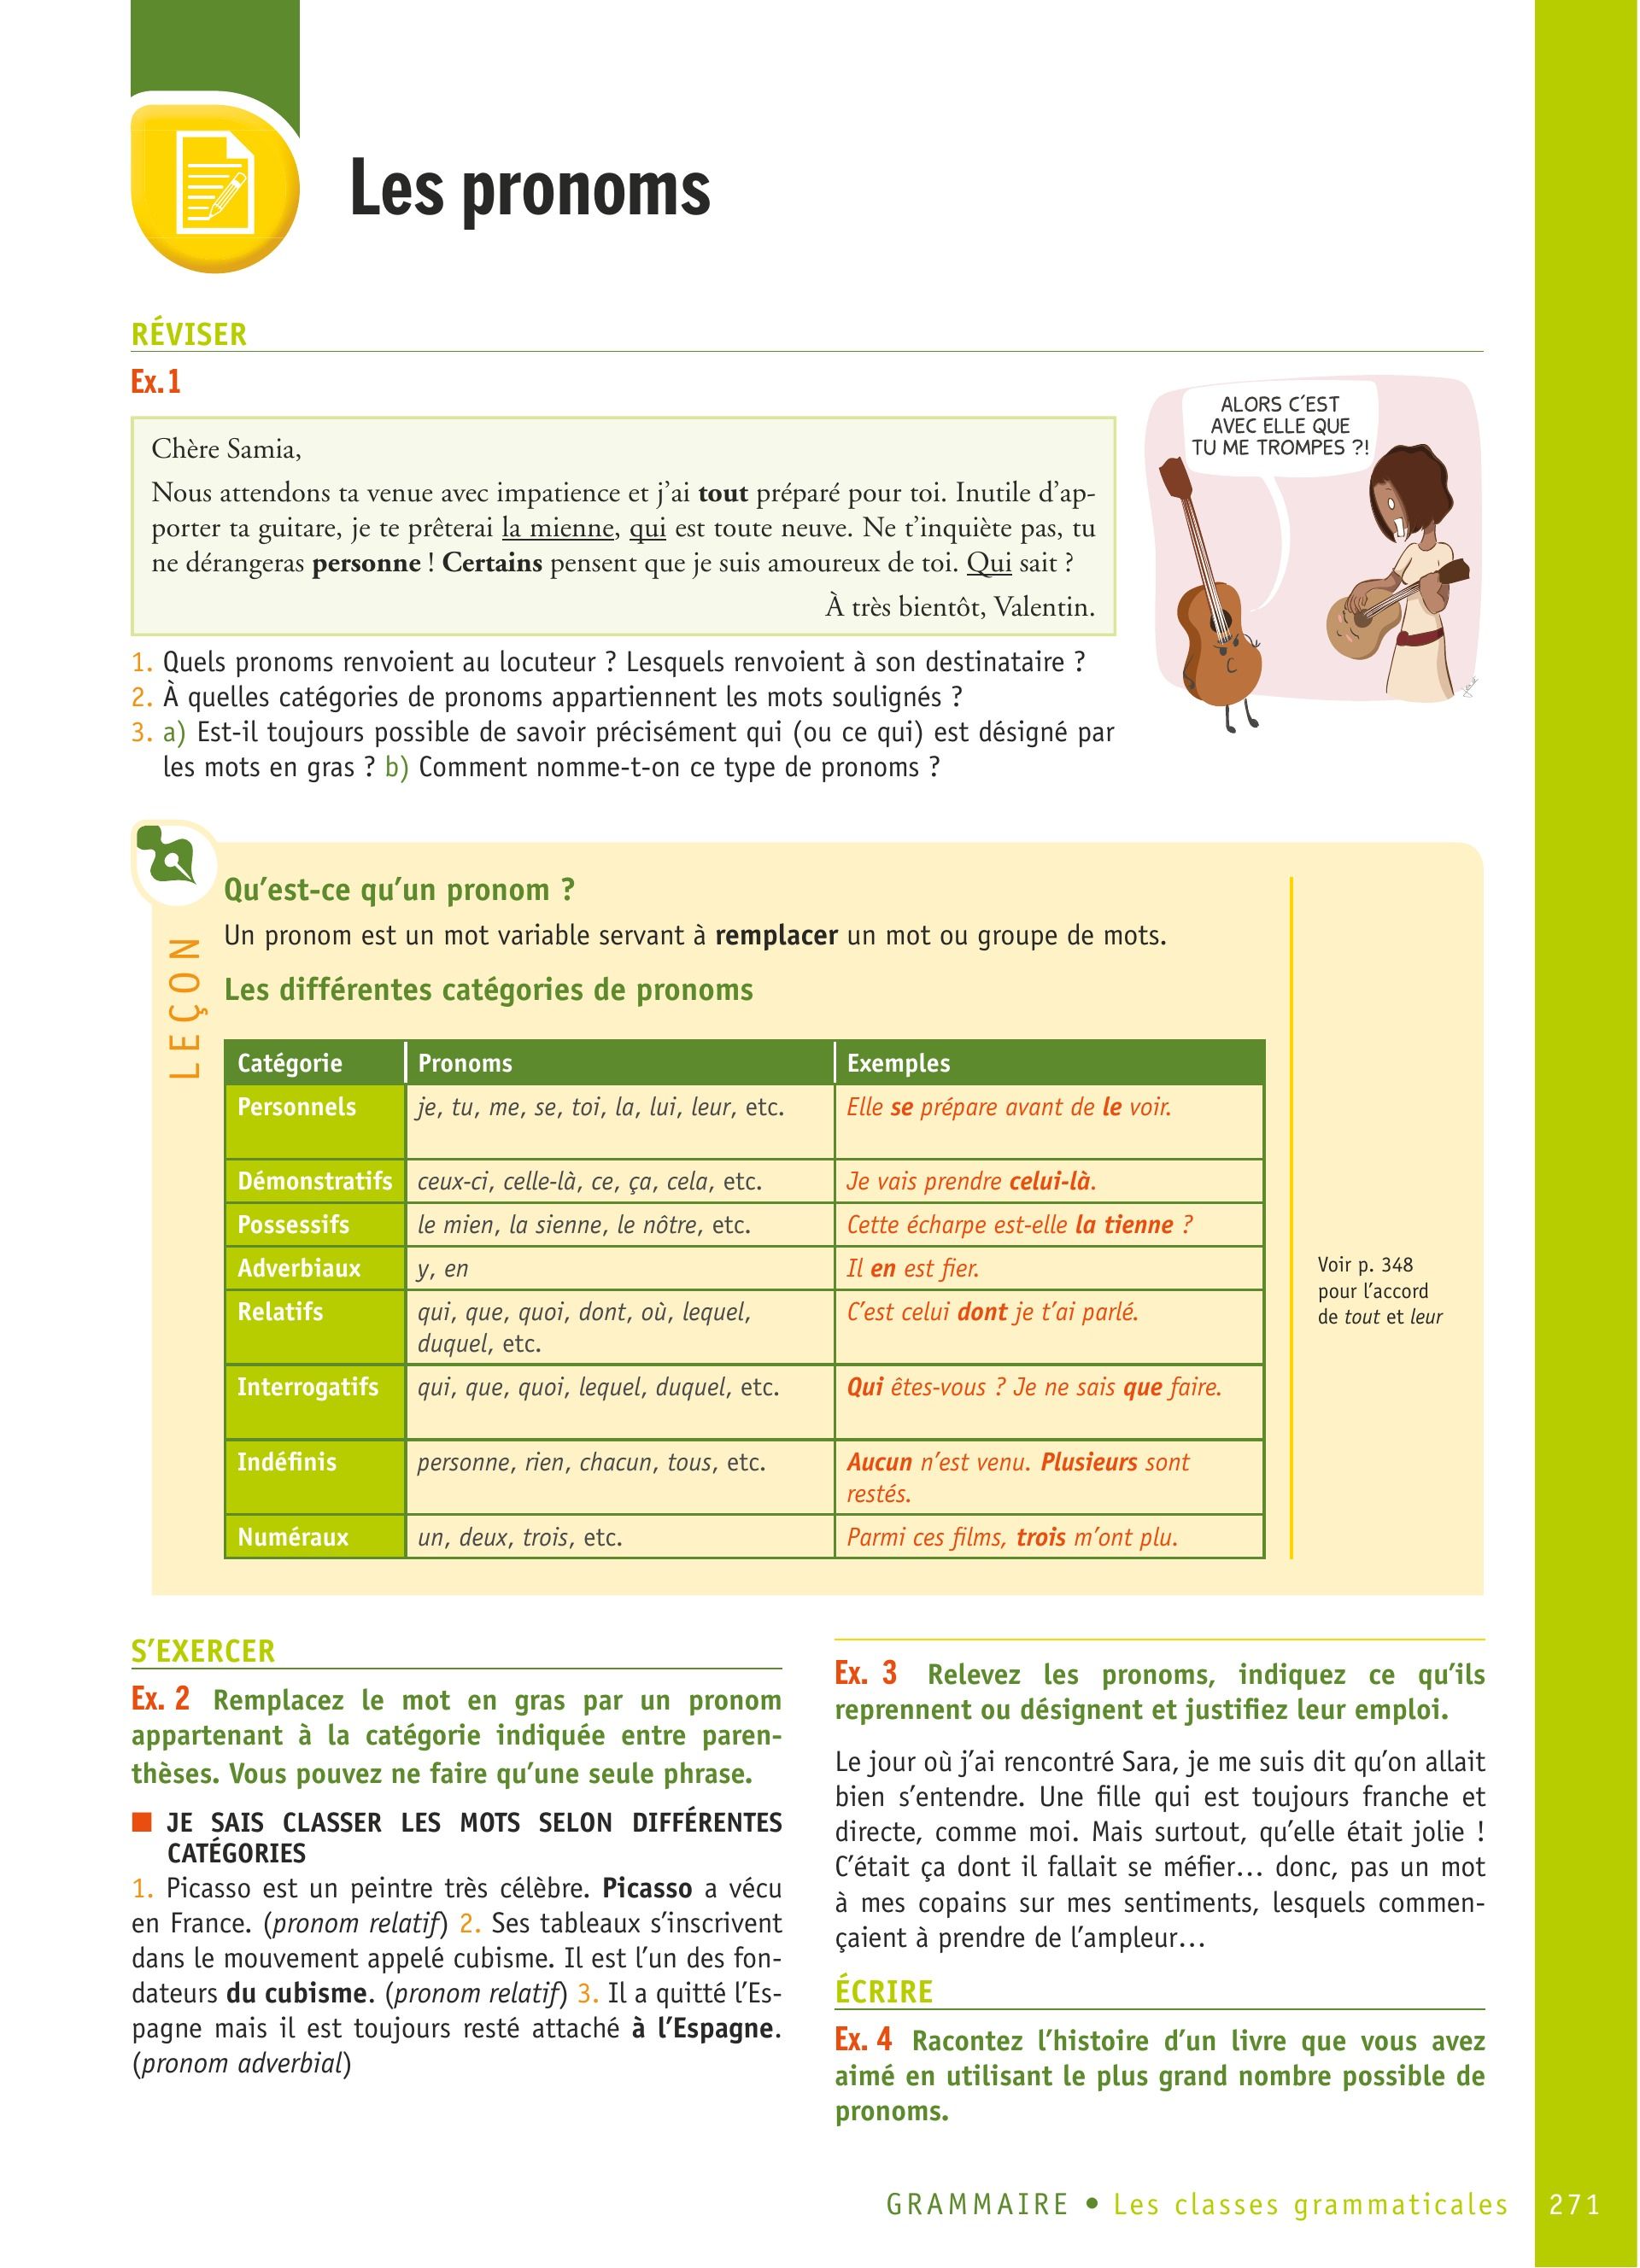 Les pronoms
RÉVISER
Ex. 1
Chère Samia,
Nous attendons ta venue avec impatience et j'ai tout préparé pour toi. Inutile d'ap-
porter ta guitare, je te prêterai la mienne, qui est toute neuve. Ne t'inquiète pas, tu
ne dérangeras personne ! Certains pensent que je suis amoureux de toi. Qui sait ?
À très bientôt, Valentin.
ALORS C'EST
AVEC ELLE QUE
TU ME TROMPES ?!
1. Quels pronoms renvoient au locuteur ? Lesquels renvoient à son destinataire ?
2. À quelles catégories de pronoms appartiennent les mots soulignés ?
3. a) Est-il toujours possible de savoir précisément qui (ou ce qui) est désigné par
les mots en gras ? b) Comment nomme-t-on ce type de pronoms ?
LEÇON
Qu'est-ce qu'un pronom ?
Un pronom est un mot variable servant à remplacer un mot ou groupe de mots.
Les différentes catégories de pronoms
Catégorie Pronoms Exemples
Personnels je, tu, me, se, toi, la, lui, leur, etc. Elle se prépare avant de le voir.
Démonstratifs ceux-ci, celle-là, ce, ça, cela, etc. Je vais prendre celui-là.
Possessifs le mien, la sienne, le nôtre, etc. Cette écharpe est-elle la tienne ?
Adverbiaux y, en Il en est fier.
Relatifs qui, que, quoi, dont, où, lequel, C'est celui dont je t'ai parlé.
duquel, etc.
Interrogatifs qui, que, quoi, lequel, duquel, etc. Qui êtes-vous ? Je ne sais que faire.
Indéfinis personne, rien, chacun, tous, etc. Aucun n'est venu. Plusieurs sont
restés.
Numéraux un, deux, trois, etc. Parmi ces films, trois m'ont plu.
Voir p. 348
pour l'accord
de tout et leur
S'EXERCER
Ex. 2 Remplacez le mot en gras par un pronom
appartenant à la catégorie indiquée entre paren-
thèses. Vous pouvez ne faire qu'une seule phrase.
■ JE SAIS CLASSER LES MOTS SELON DIFFÉRENTES
CATÉGORIES
1. Picasso est un peintre très célèbre. Picasso a vécu
en France. (pronom relatif) 2. Ses tableaux s'inscrivent
dans le mouvement appelé cubisme. Il est l'un des fon-
dateurs du cubisme. (pronom relatif) 3. Il a quitté l'Es-
pagne mais il est toujours resté attaché à l'Espagne.
(pronom adverbial)
Ex. 3 Relevez les pronoms, indiquez ce qu'ils
reprennent ou désignent et justifiez leur emploi.
Le jour où j'ai rencontré Sara, je me suis dit qu'on allait
bien s'entendre. Une fille qui est toujours franche et
directe, comme moi. Mais surtout, qu'elle était jolie !
C'était ça dont il fallait se méfier… donc, pas un mot
à mes copains sur mes sentiments, lesquels commen-
çaient à prendre de l'ampleur…
ÉCRIRE
Ex. 4 Racontez l'histoire d'un livre que vous avez
aimé en utilisant le plus grand nombre possible de
pronoms.
GRAMMAIRE • Les classes grammaticales 271